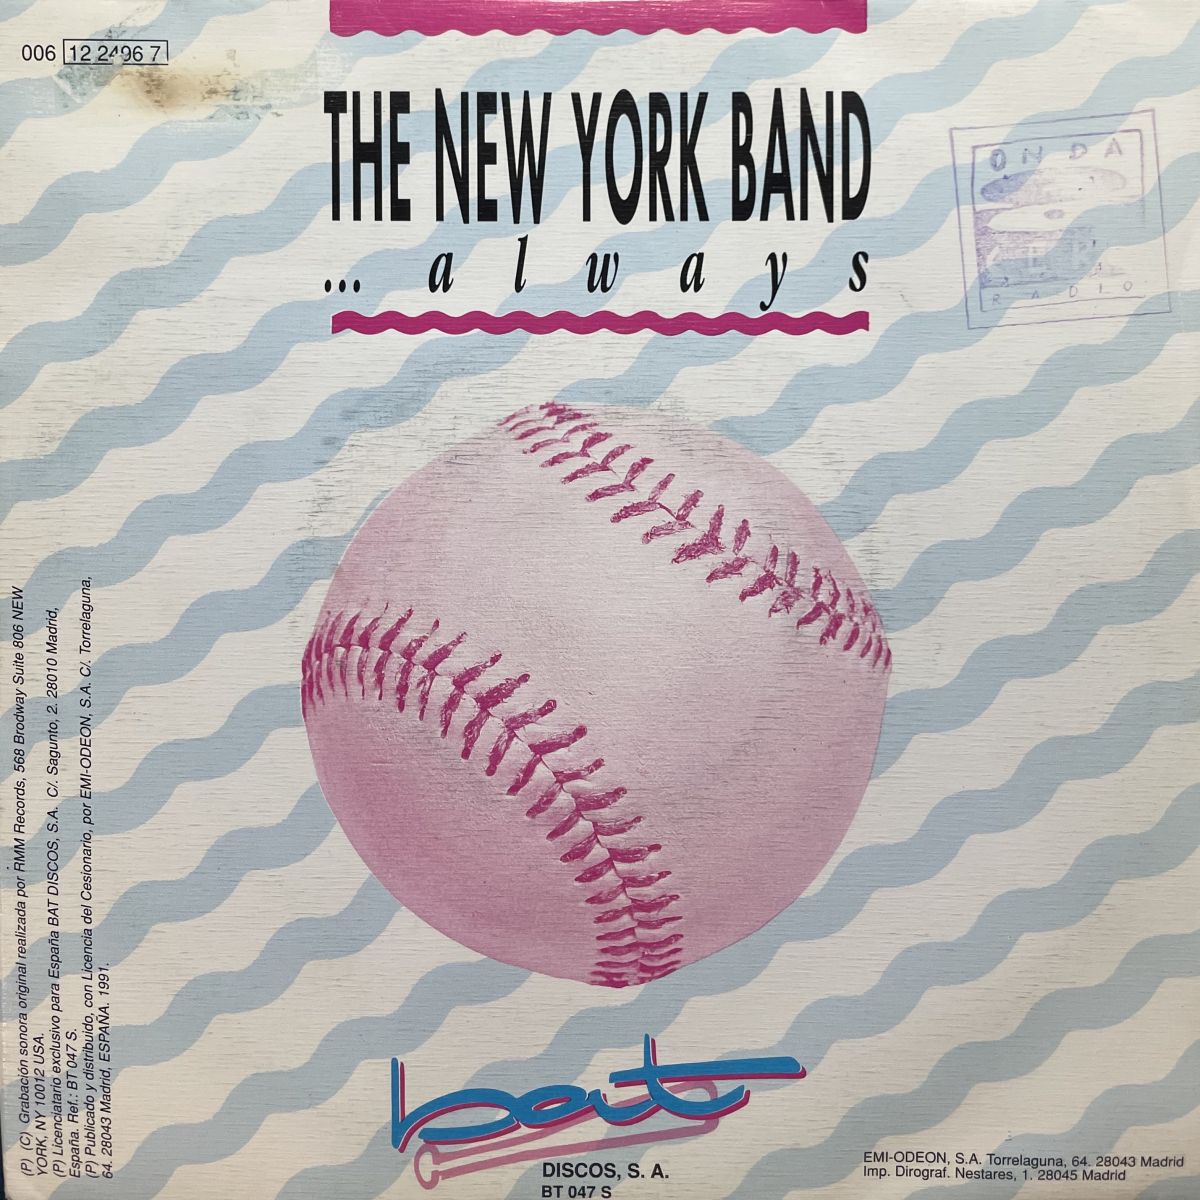 006 12 2496 7
THE NEW YORK BAND
... always
ONDA
RADIO
(P) (C) Grabación sonora original realizada por RMM Records, 568 Brodway Suite 806 NEW
YORK, NY 10012 USA.
(P) Licenciatario exclusivo para España BAT DISCOS, S.A. C/. Sagunto, 2. 28010 Madrid,
España. Ref.: BT 047 S.
(P) Publicado y distribuido, con Licencia del Cesionario, por EMI-ODEON, S.A. C/. Torrelaguna,
64. 28043 Madrid, ESPAÑA. 1991.
bat
DISCOS, S. A.
BT 047 S
EMI-ODEON, S.A. Torrelaguna, 64. 28043 Madrid
Imp. Dirograf. Nestares, 1. 28045 Madrid